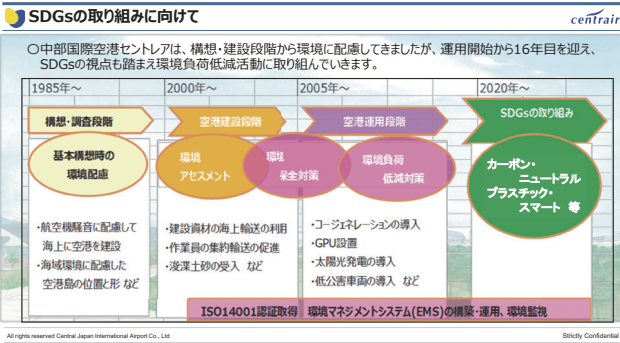 SDGsの取り組みに向けて
centrair
〇中部国際空港セントレアは、構想・建設段階から環境に配慮してきましたが、運用開始から16年目を迎え、
SDGsの視点も踏まえ環境負荷低減活動に取り組んでいきます。
1985年~
2000年~
2005年~
2020年~
構想・調査段階
空港建設段階
空港運用段階
SDGsの取り組み
基本構想時の
環境配慮
環境
アセスメント
環境
保全対策
環境負荷
低減対策
カーボン・
ニュートラル
プラスチック・
スマート 等
・航空機騒音に配慮して
海上に空港を建設
・海域環境に配慮した
空港島の位置と形 など
・建設資材の海上輸送の利用
・作業員の集約輸送の促進
・浚渫土砂の受入 など
・コージェネレーションの導入
・GPU設置
・太陽光発電の導入
・低公害車両の導入 など
ISO14001認証取得 環境マネジメントシステム(EMS)の構築・運用、環境監視
All rights reserved Central Japan International Airport Co., Ltd
Strictly Confidential